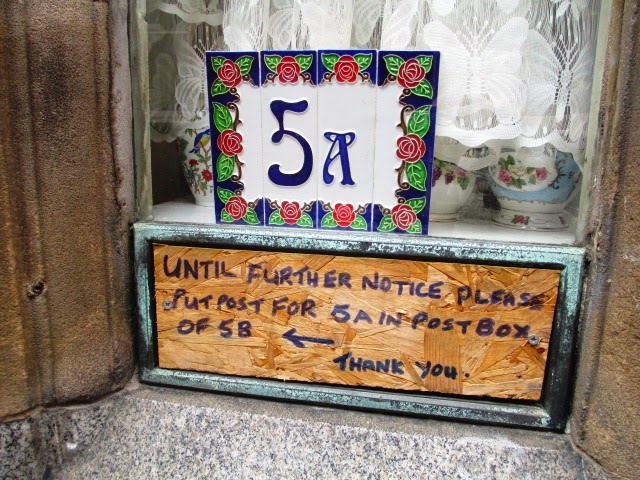 5A
UNTIL FURTHER NOTICE PLEASE
PUT POST FOR 5A IN POST BOX
OF 5B ←
THANK YOU.